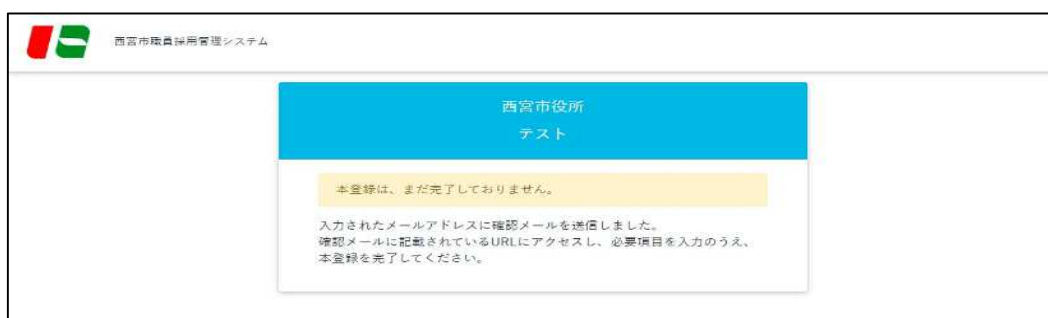 西宮市職員採用管理システム
西宮市役所
テスト
本登録は、まだ完了しておりません。
入力されたメールアドレスに確認メールを送信しました。
確認メールに記載されているURLにアクセスし、必要項目を入力のうえ、
本登録を完了してください。